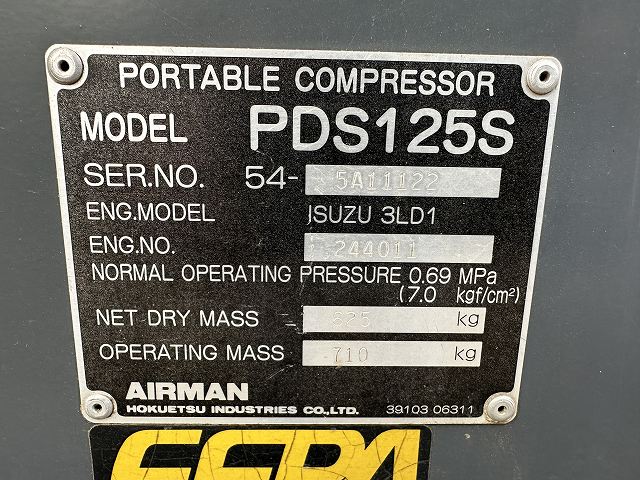 PORTABLE COMPRESSOR
MODEL PDS125S
SER.NO. 54-5A11122
ENG.MODEL ISUZU 3LD1
ENG.NO. 244011
NORMAL OPERATING PRESSURE 0.69 MPa
(7.0 kgf/cm²)
NET DRY MASS 625 kg
OPERATING MASS 710 kg
AIRMAN
HOKUETSU INDUSTRIES CO.,LTD. 39103 06311